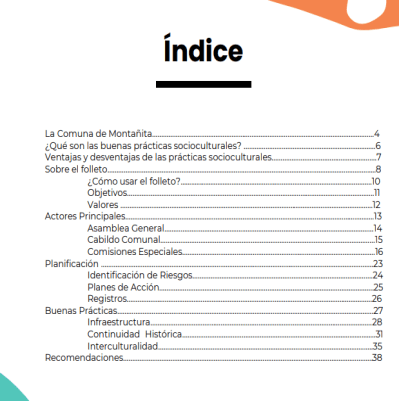 Índice
La Comuna de Montañita 4
¿Qué son las buenas prácticas socioculturales? 6
Ventajas y desventajas de las prácticas socioculturales 7
Sobre el folleto 8
¿Cómo usar el folleto? 10
Objetivos 11
Valores 12
Actores Principales 13
Asamblea General 14
Cabildo Comunal 15
Comisiones Especiales 16
Planificación 23
Identificación de Riesgos 24
Planes de Acción 25
Registros 26
Buenas Prácticas 27
Infraestructura 28
Continuidad Histórica 31
Interculturalidad 35
Recomendaciones 38